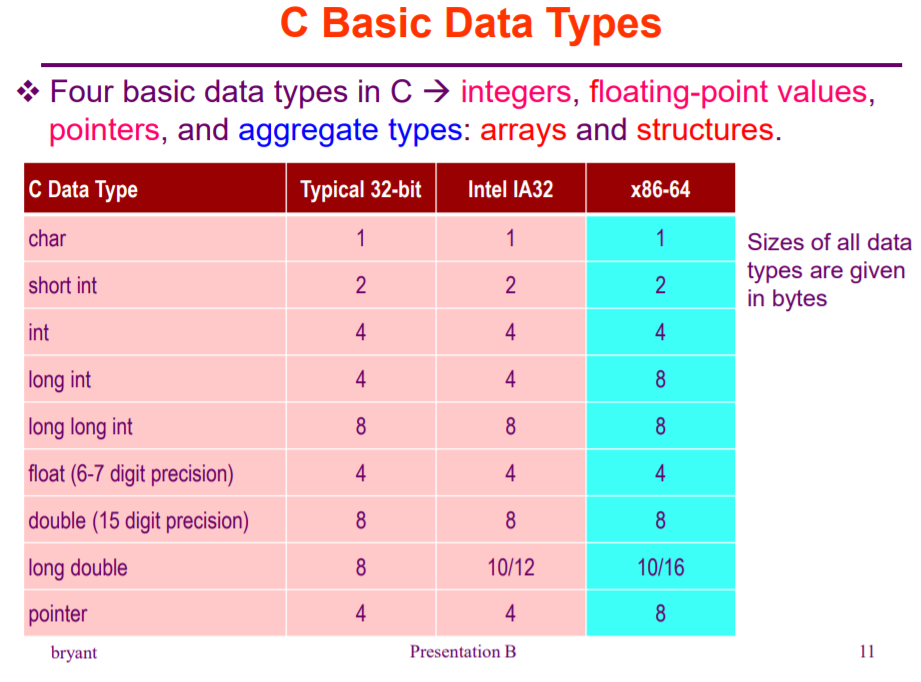 C Basic Data Types
❖ Four basic data types in C → integers, floating-point values,
pointers, and aggregate types: arrays and structures.
C Data Type Typical 32-bit Intel IA32 x86-64
char 1 1 1
short int 2 2 2
int 4 4 4
long int 4 4 8
long long int 8 8 8
float (6-7 digit precision) 4 4 4
double (15 digit precision) 8 8 8
long double 8 10/12 10/16
pointer 4 4 8
Sizes of all data
types are given
in bytes
bryant Presentation B 11